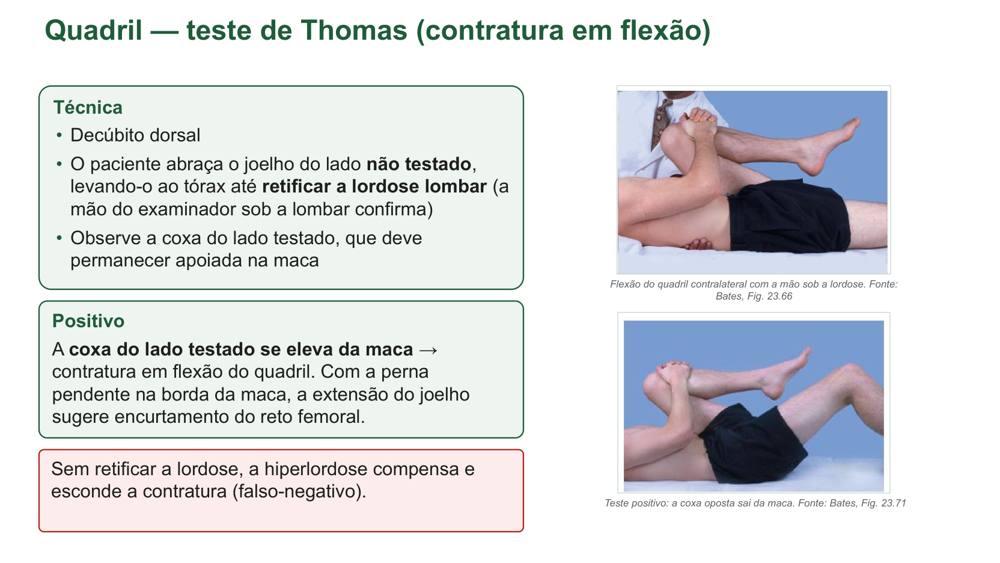 Quadril — teste de Thomas (contratura em flexão)
Técnica
• Decúbito dorsal
• O paciente abraça o joelho do lado não testado,
levando-o ao tórax até retificar a lordose lombar (a
mão do examinador sob a lombar confirma)
• Observe a coxa do lado testado, que deve
permanecer apoiada na maca
Positivo
A coxa do lado testado se eleva da maca →
contratura em flexão do quadril. Com a perna
pendente na borda da maca, a extensão do joelho
sugere encurtamento do reto femoral.
Sem retificar a lordose, a hiperlordose compensa e
esconde a contratura (falso-negativo).
Flexão do quadril contralateral com a mão sob a lordose. Fonte:
Bates, Fig. 23.66
Teste positivo: a coxa oposta sai da maca. Fonte: Bates, Fig. 23.71